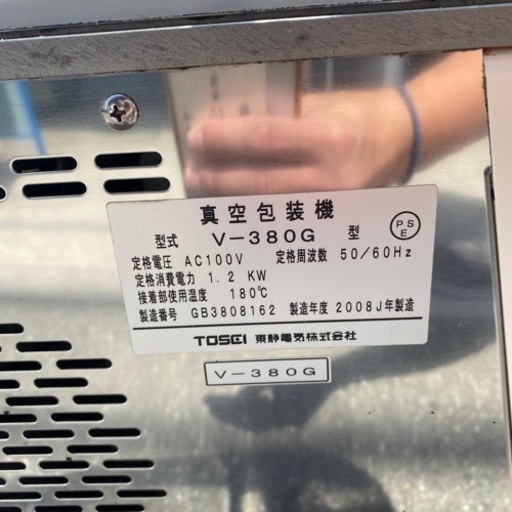 真空包装機
型式 V-380G 型
PS
E
定格電圧 AC100V 定格周波数 50/60Hz
定格消費電力 1.2 KW
接着部使用温度 180℃
製造番号 GB3808162 製造年度 2008J年製造
TOSEI 東静電気株式会社
V-380G